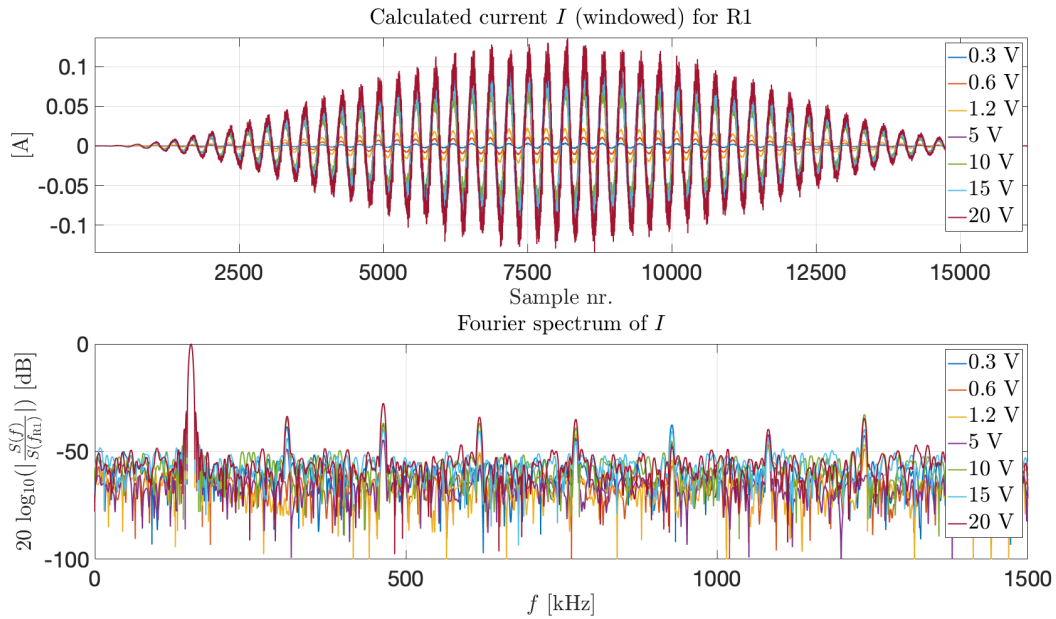 Calculated current I (windowed) for R1
0.1
0.05
0
-0.05
-0.1
[A]
2500
5000
7500
10000
12500
15000
Sample nr.
0.3 V
0.6 V
1.2 V
5 V
10 V
15 V
20 V
Fourier spectrum of I
0
-50
-100
20 log10(|S(f)/S(fR1)|) [dB]
0
500
1000
1500
f [kHz]
0.3 V
0.6 V
1.2 V
5 V
10 V
15 V
20 V